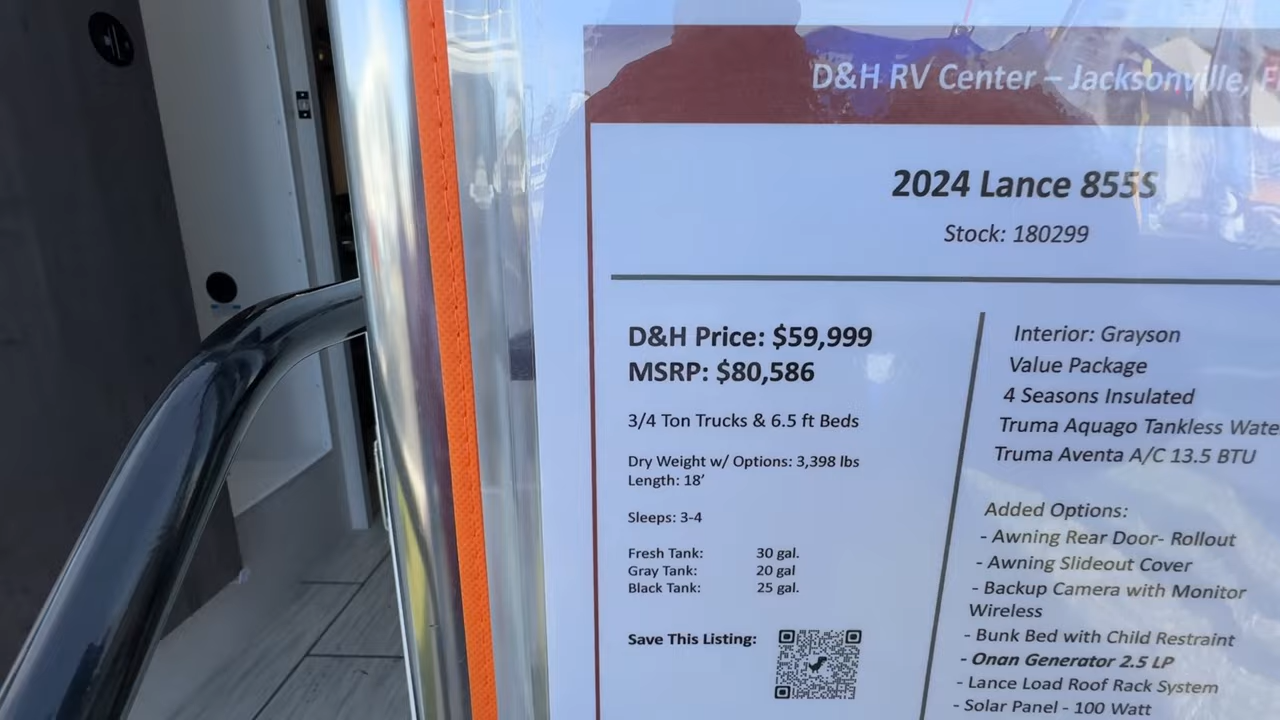 D&H RV Center – Jacksonville,
2024 Lance 855S
Stock: 180299
D&H Price: $59,999
MSRP: $80,586
3/4 Ton Trucks & 6.5 ft Beds
Dry Weight w/ Options: 3,398 lbs
Length: 18'
Sleeps: 3-4
Fresh Tank: 30 gal.
Gray Tank: 20 gal
Black Tank: 25 gal.
Save This Listing:
Interior: Grayson
Value Package
4 Seasons Insulated
Truma Aquago Tankless
Truma Aventa A/C 13.5 BTU
Added Options:
- Awning Rear Door- Rollout
- Awning Slideout Cover
- Backup Camera with Monitor
Wireless
- Bunk Bed with Child Restraint
- Onan Generator 2.5 LP
- Lance Load Roof Rack System
- Solar Panel - 100 Watt